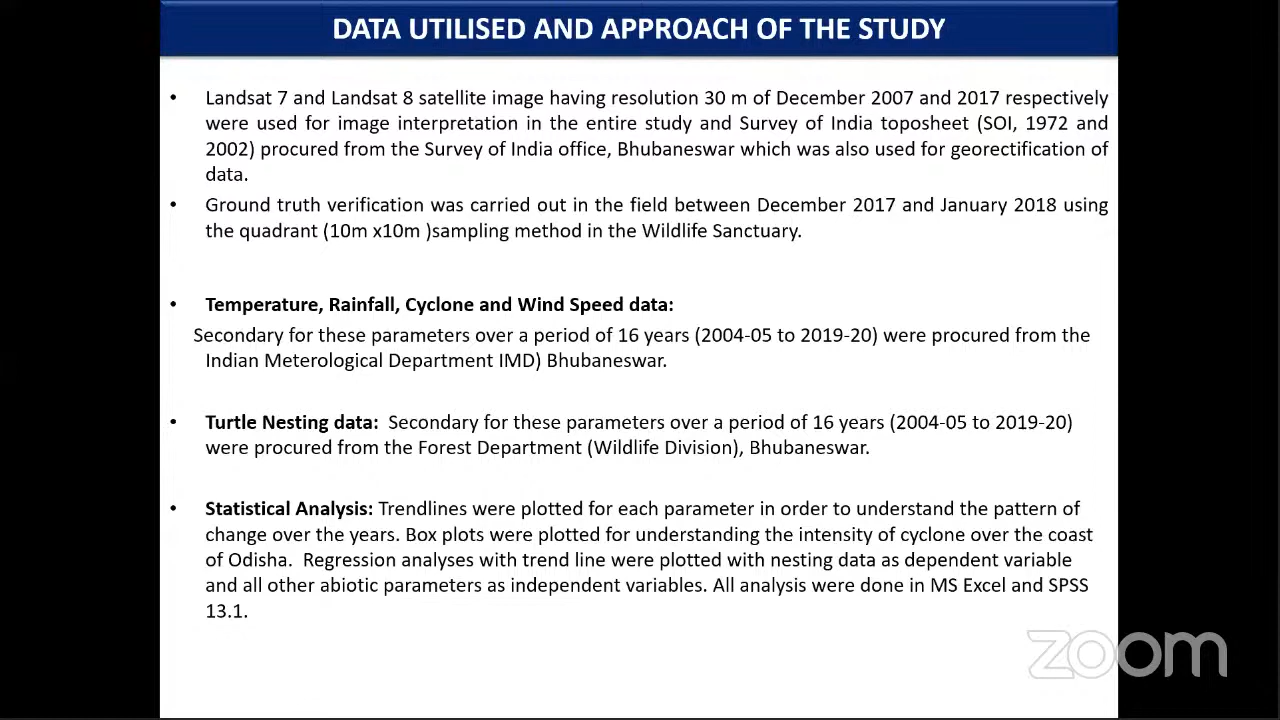 DATA UTILISED AND APPROACH OF THE STUDY
• Landsat 7 and Landsat 8 satellite image having resolution 30 m of December 2007 and 2017 respectively
were used for image interpretation in the entire study and Survey of India toposheet (SOI, 1972 and
2002) procured from the Survey of India office, Bhubaneswar which was also used for georectification of
data.
• Ground truth verification was carried out in the field between December 2017 and January 2018 using
the quadrant (10m x10m )sampling method in the Wildlife Sanctuary.
• Temperature, Rainfall, Cyclone and Wind Speed data:
Secondary for these parameters over a period of 16 years (2004-05 to 2019-20) were procured from the
Indian Meterological Department IMD) Bhubaneswar.
• Turtle Nesting data: Secondary for these parameters over a period of 16 years (2004-05 to 2019-20)
were procured from the Forest Department (Wildlife Division), Bhubaneswar.
• Statistical Analysis: Trendlines were plotted for each parameter in order to understand the pattern of
change over the years. Box plots were plotted for understanding the intensity of cyclone over the coast
of Odisha. Regression analyses with trend line were plotted with nesting data as dependent variable
and all other abiotic parameters as independent variables. All analysis were done in MS Excel and SPSS
13.1.
zoom